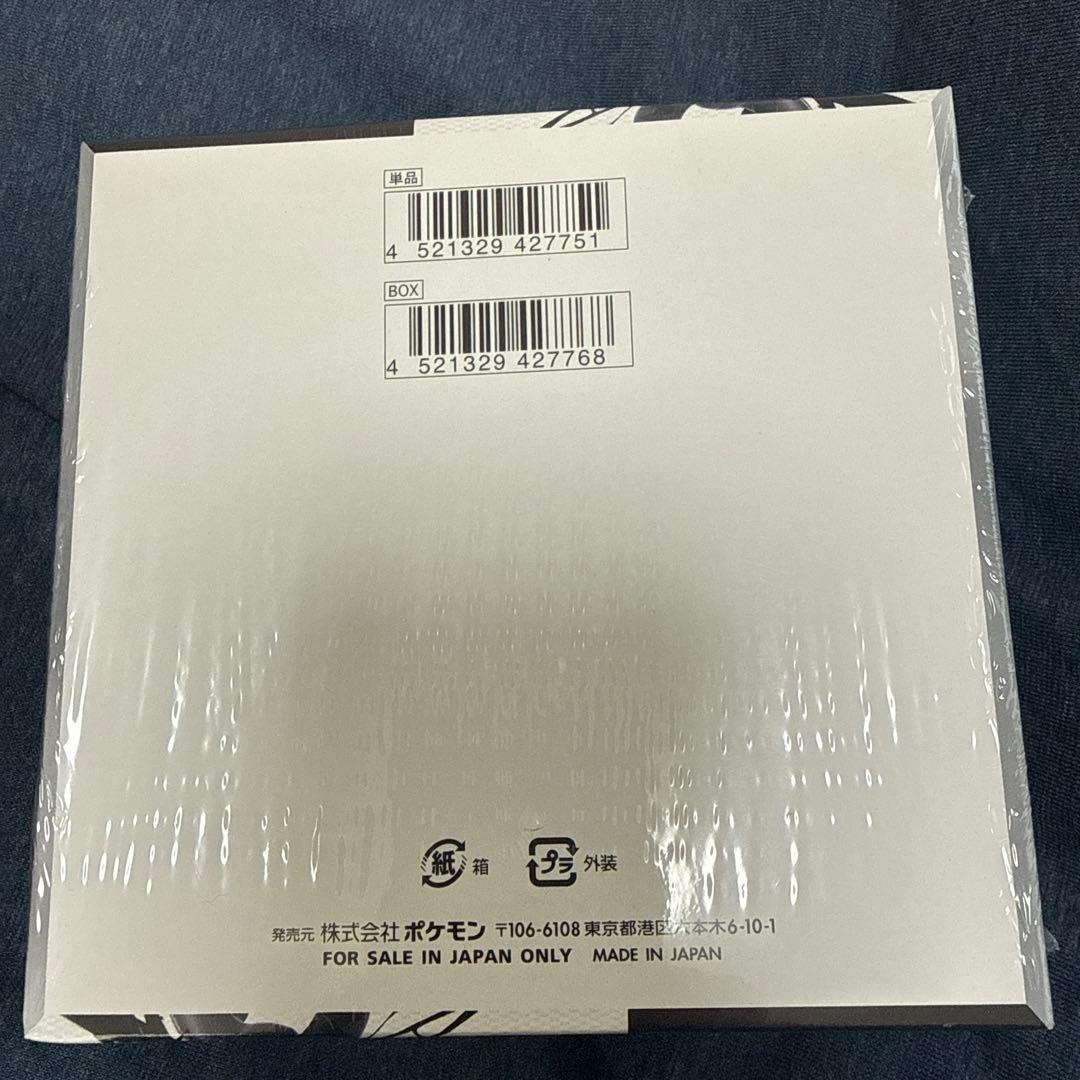 単品
4 521329 427751
BOX
4 521329 427768
紙 箱 プラ 外装
発売元 株式会社 ポケモン 〒106-6108 東京都港区六本木6-10-1
FOR SALE IN JAPAN ONLY MADE IN JAPAN